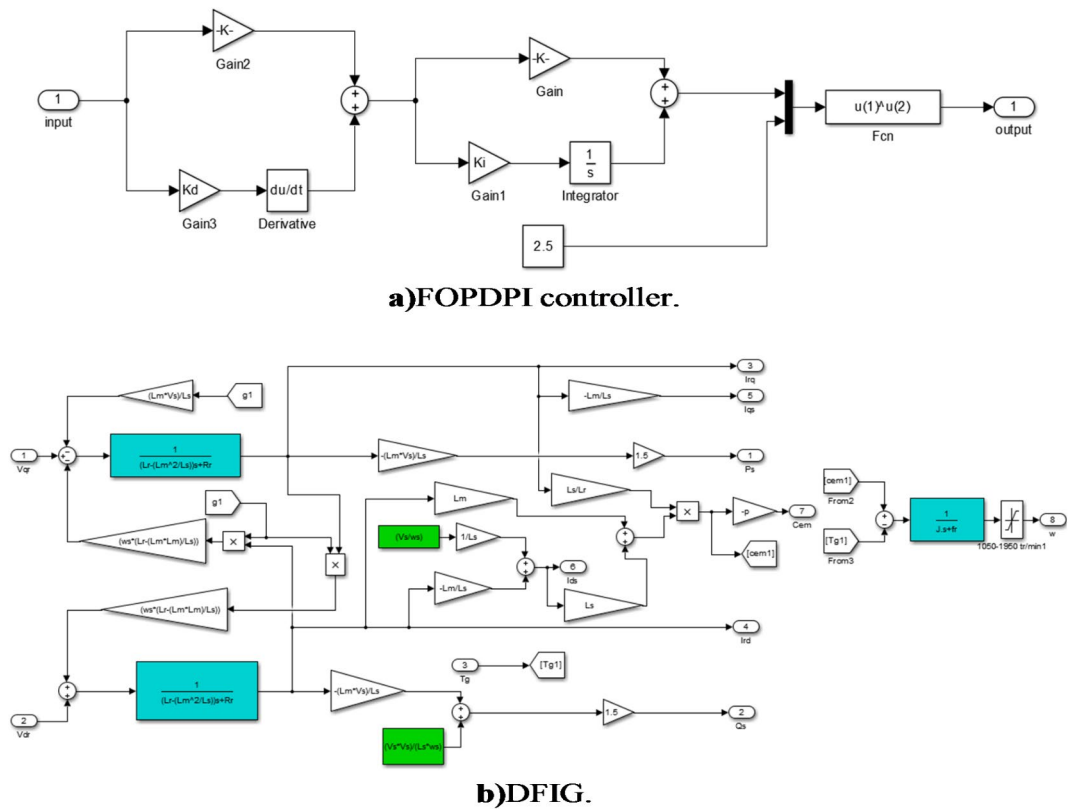 -K-
Gain2
1
input
+
+
Kd
Gain3
du/dt
Derivative
-K-
Gain
Ki
Gain1
1
s
Integrator
+
+
2.5
u(1)^u(2)
Fcn
1
output
a)FOPDPI controller.
(Lm*Vs)/Ls
g1
1
Vqr
1
(Lr-(Lm^2/Ls))s+Rr
-(Lm*Vs)/Ls
1.5
3
Irq
-Lm/Ls
5
Iqs
1
Ps
g1
(ws*(Lr-(Lm*Lm)/Ls))
×
×
Lm
Ls/Lr
×
-p
7
Cem
[cem1]
(Vs/ws)
1/Ls
+
+
+
+
6
Ids
-Lm/Ls
Ls
(ws*(Lr-(Lm*Lm)/Ls))
4
Ird
[cem1]
From2
[Tg1]
From3
1
J.s+fr
1050-1950 tr/min1
8
w
+
+
2
Vdr
1
(Lr-(Lm^2/Ls))s+Rr
-(Lm*Vs)/Ls
3
Tg
[Tg1]
+
+
(Vs*Vs)/(Ls*ws)
1.5
2
Qs
b)DFIG.